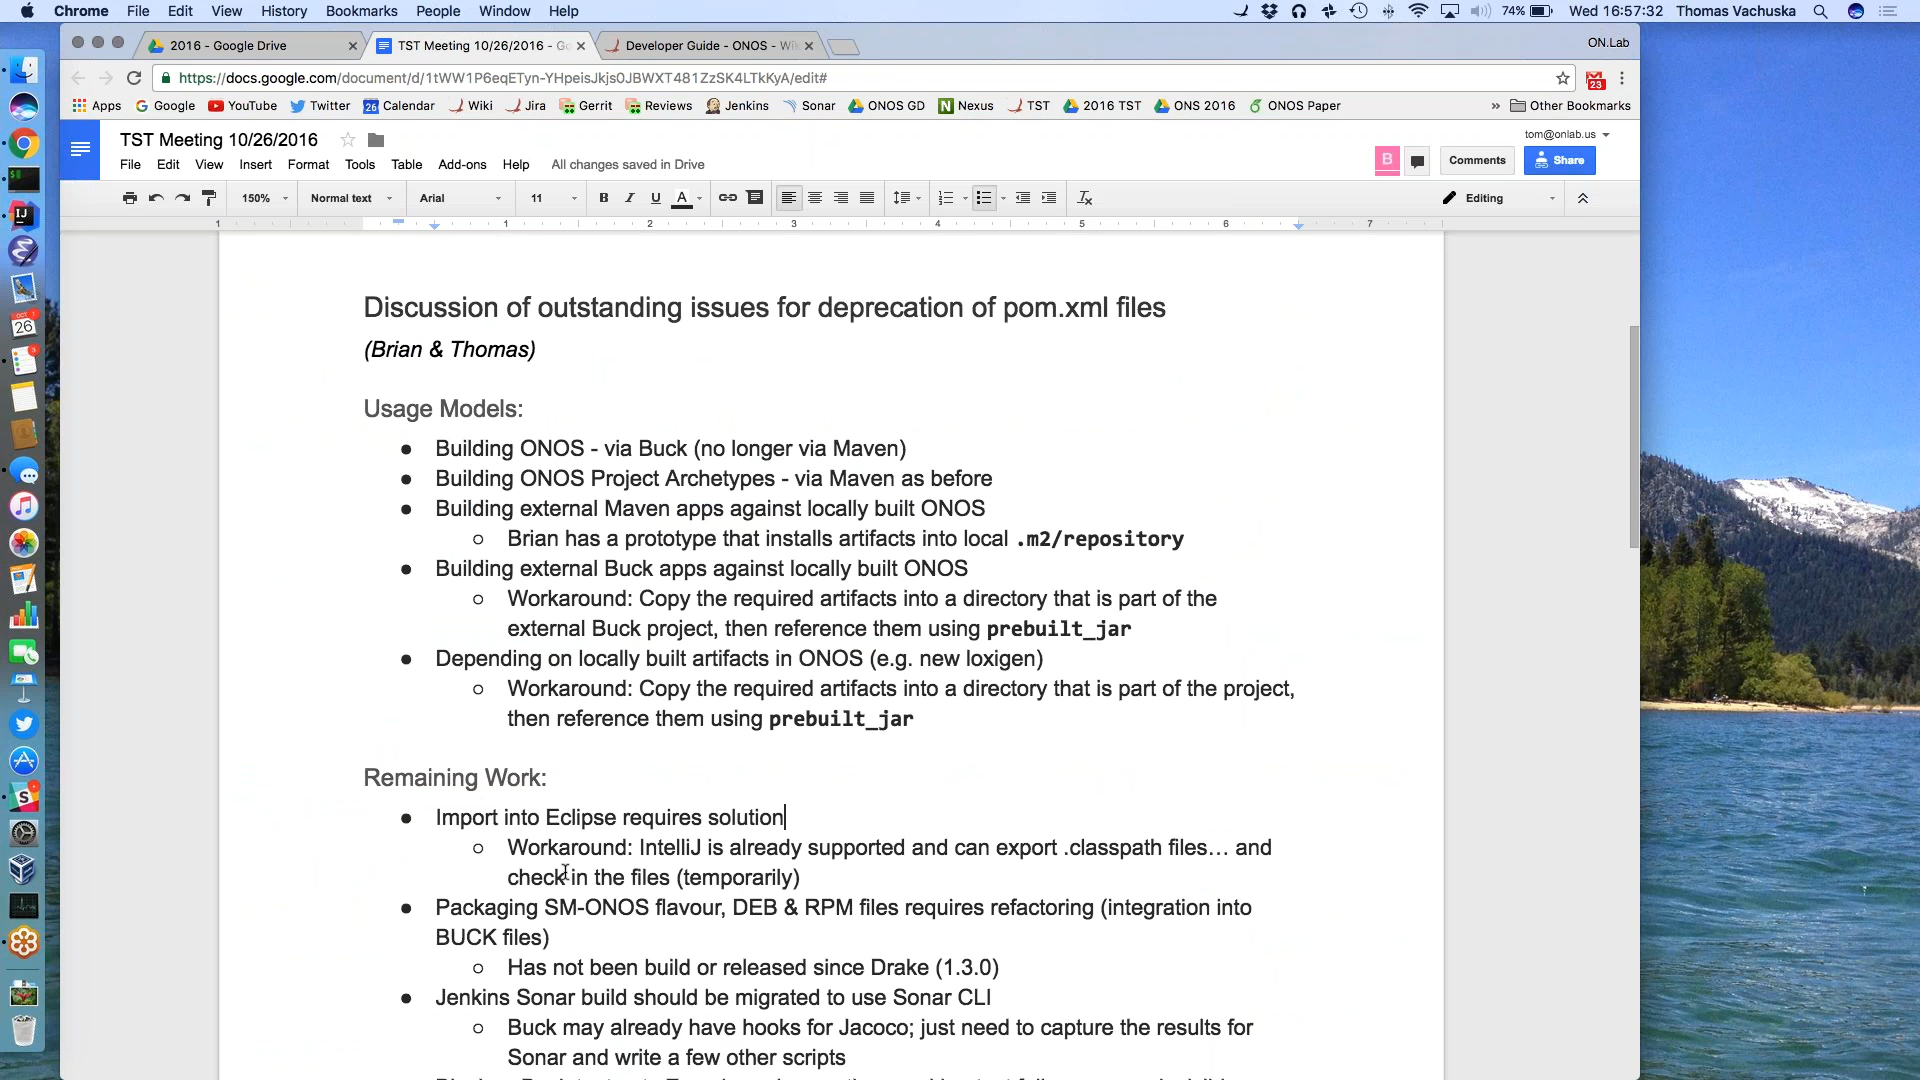 Chrome File Edit View History Bookmarks People Window Help 74% Wed 16:57:32 Thomas Vachuska
2016 - Google Drive TST Meeting 10/26/2016 - Go Developer Guide - ONOS - Wik ON.Lab
https://docs.google.com/document/d/1tWW1P6eqETyn-YHpeisJkjs0JBWXT481ZzSK4LTkKyA/edit# 23
Apps Google YouTube Twitter 26 Calendar Wiki Jira Gerrit Reviews Jenkins Sonar ONOS GD N Nexus TST 2016 TST ONS 2016 ONOS Paper » Other Bookmarks
TST Meeting 10/26/2016 tom@onlab.us
File Edit View Insert Format Tools Table Add-ons Help All changes saved in Drive B Comments Share
150% Normal text Arial 11 B I U A Editing
1 1 2 3 4 5 6 7
Discussion of outstanding issues for deprecation of pom.xml files
(Brian & Thomas)
Usage Models:
● Building ONOS - via Buck (no longer via Maven)
● Building ONOS Project Archetypes - via Maven as before
● Building external Maven apps against locally built ONOS
○ Brian has a prototype that installs artifacts into local .m2/repository
● Building external Buck apps against locally built ONOS
○ Workaround: Copy the required artifacts into a directory that is part of the
external Buck project, then reference them using prebuilt_jar
● Depending on locally built artifacts in ONOS (e.g. new loxigen)
○ Workaround: Copy the required artifacts into a directory that is part of the project,
then reference them using prebuilt_jar
Remaining Work:
● Import into Eclipse requires solution
○ Workaround: IntelliJ is already supported and can export .classpath files… and
check in the files (temporarily)
● Packaging SM-ONOS flavour, DEB & RPM files requires refactoring (integration into
BUCK files)
○ Has not been build or released since Drake (1.3.0)
● Jenkins Sonar build should be migrated to use Sonar CLI
○ Buck may already have hooks for Jacoco; just need to capture the results for
Sonar and write a few other scripts